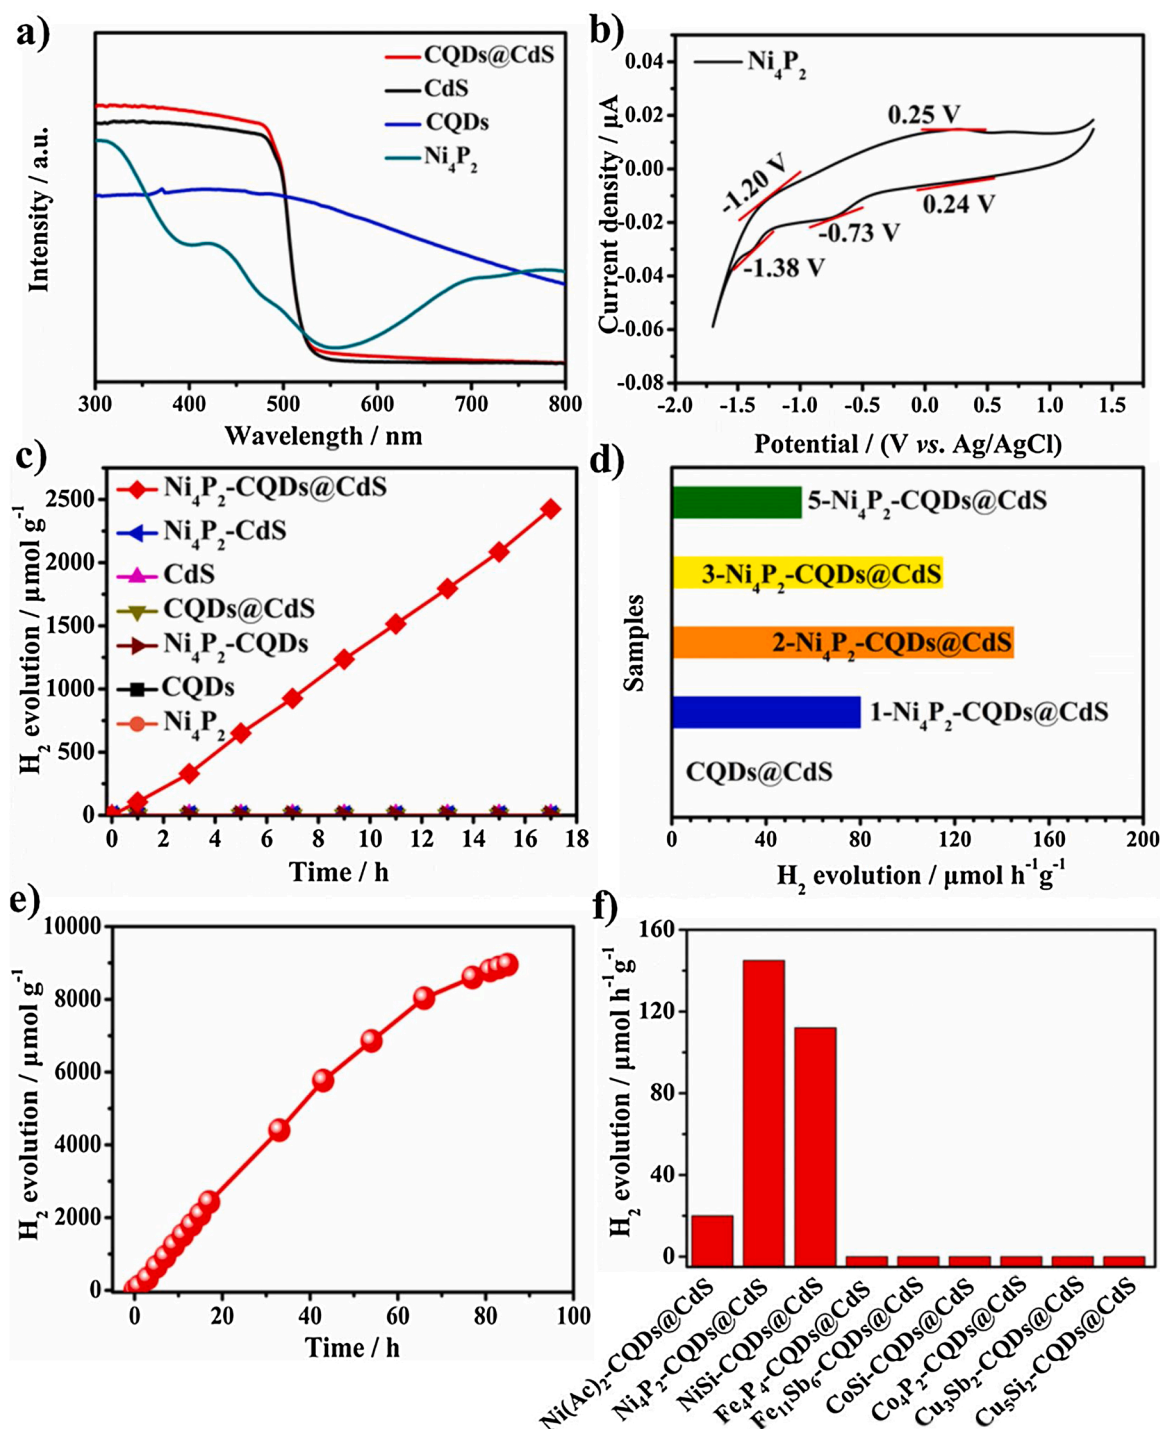 a)
CQDs@CdS
CdS
CQDs
Ni4P2
Intensity / a.u.
300 400 500 600 700 800
Wavelength / nm
b)
Ni4P2
0.04
0.02
0.00
-0.02
-0.04
-0.06
-0.08
Current density / µA
0.25 V
-1.20 V
0.24 V
-0.73 V
-1.38 V
-2.0 -1.5 -1.0 -0.5 0.0 0.5 1.0 1.5
Potential / (V vs. Ag/AgCl)
c)
Ni4P2-CQDs@CdS
Ni4P2-CdS
CdS
CQDs@CdS
Ni4P2-CQDs
CQDs
Ni4P2
2500
2000
1500
1000
500
0
H2 evolution / µmol g-1
0 2 4 6 8 10 12 14 16 18
Time / h
d)
Samples
5-Ni4P2-CQDs@CdS
3-Ni4P2-CQDs@CdS
2-Ni4P2-CQDs@CdS
1-Ni4P2-CQDs@CdS
CQDs@CdS
0 40 80 120 160 200
H2 evolution / µmol h-1g-1
e)
10000
8000
6000
4000
2000
0
H2 evolution / µmol g-1
0 20 40 60 80 100
Time / h
f)
160
120
80
40
0
H2 evolution / µmol h-1g-1
Ni(Ac)2-CQDs@CdS
Ni4P2-CQDs@CdS
NiSi-CQDs@CdS
Fe4P4-CQDs@CdS
Fe11Sb6-CQDs@CdS
CoSi-CQDs@CdS
Co4P2-CQDs@CdS
Cu3Sb2-CQDs@CdS
Cu5Si2-CQDs@CdS